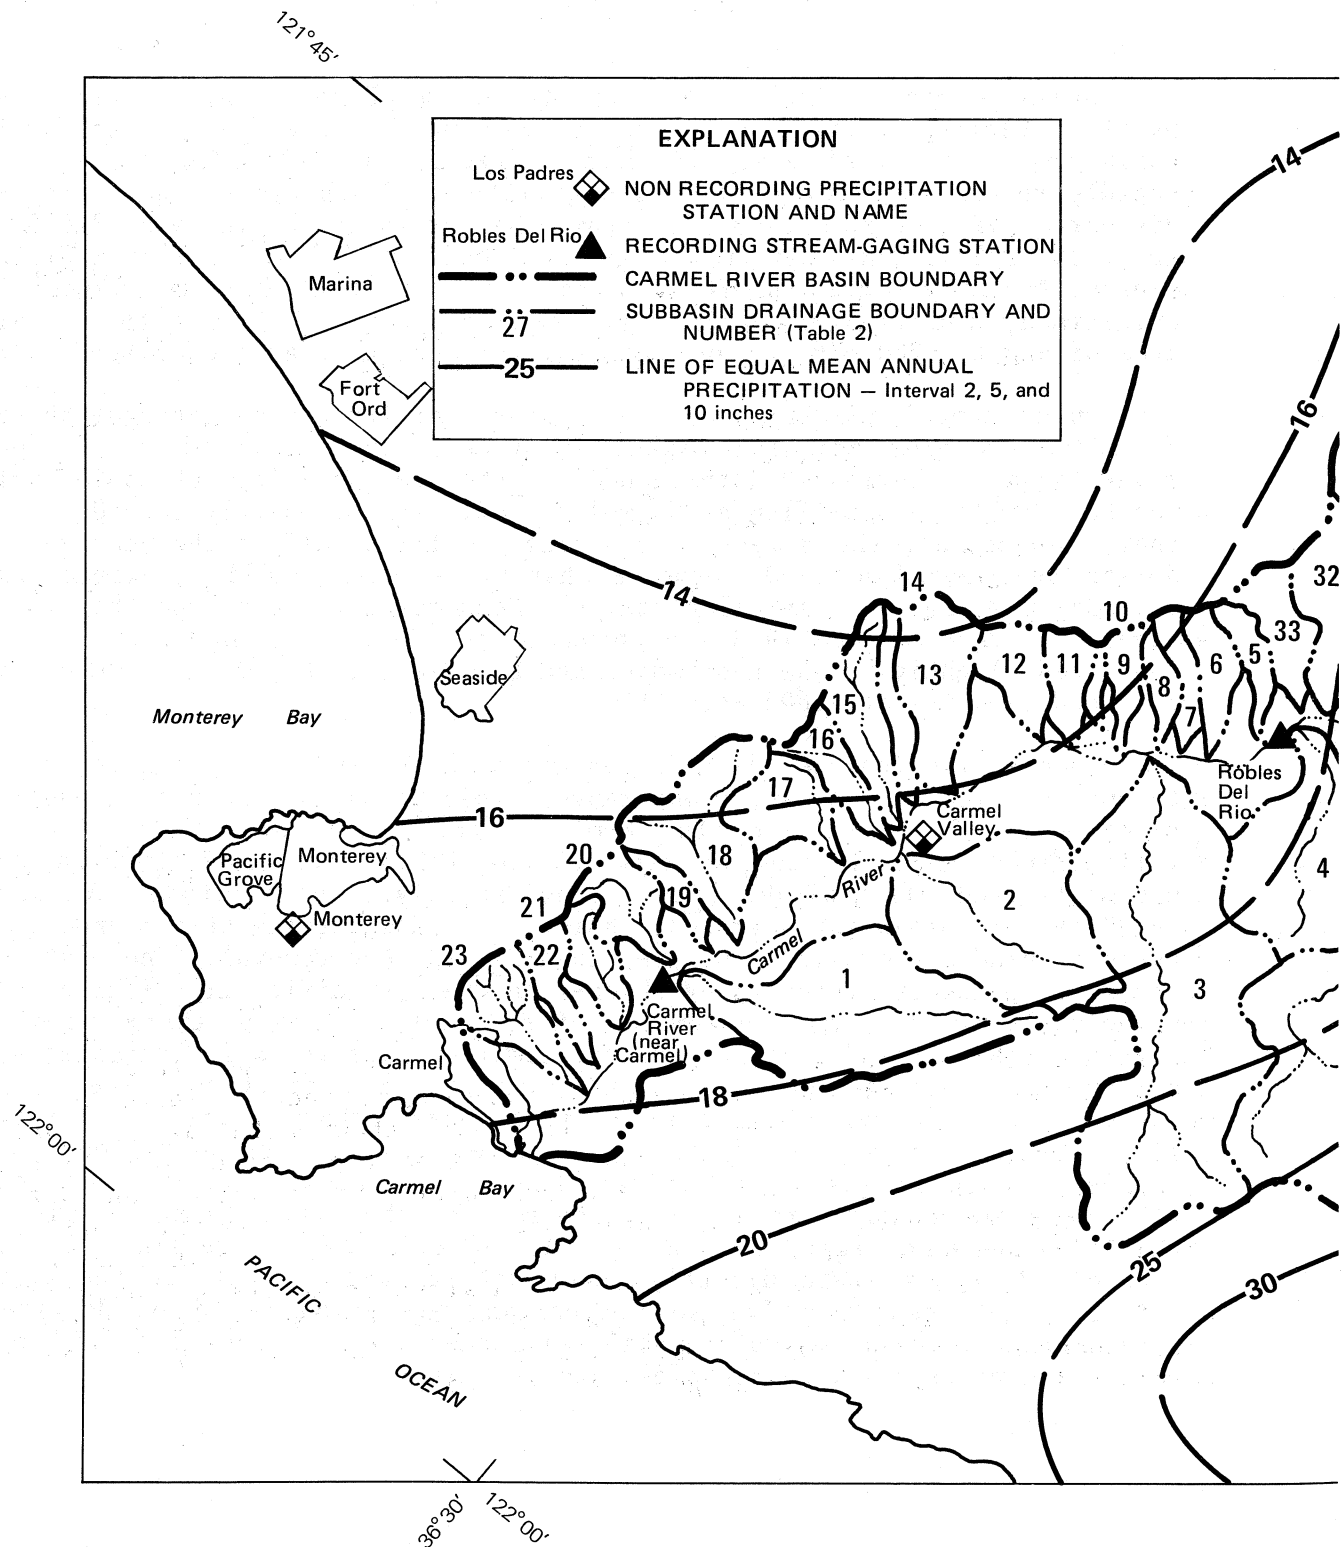 121°45′
EXPLANATION
Los Padres
NON RECORDING PRECIPITATION
STATION AND NAME
Robles Del Rio
RECORDING STREAM-GAGING STATION
CARMEL RIVER BASIN BOUNDARY
27
SUBBASIN DRAINAGE BOUNDARY AND
NUMBER (Table 2)
25
LINE OF EQUAL MEAN ANNUAL
PRECIPITATION — Interval 2, 5, and
10 inches
14
Marina
Fort
Ord
16
14
14
32
10
33
13
12
11
9
6
5
8
7
Seaside
Monterey Bay
15
16
17
Robles
Del
Rio
16
Carmel
Valley
Pacific
Grove
Monterey
20
18
4
River
19
2
Monterey
21
23
22
Carmel
1
3
Carmel
River
(near
Carmel)
Carmel
18
122°00′
Carmel Bay
20
25
30
PACIFIC
OCEAN
36°30′
122°00′